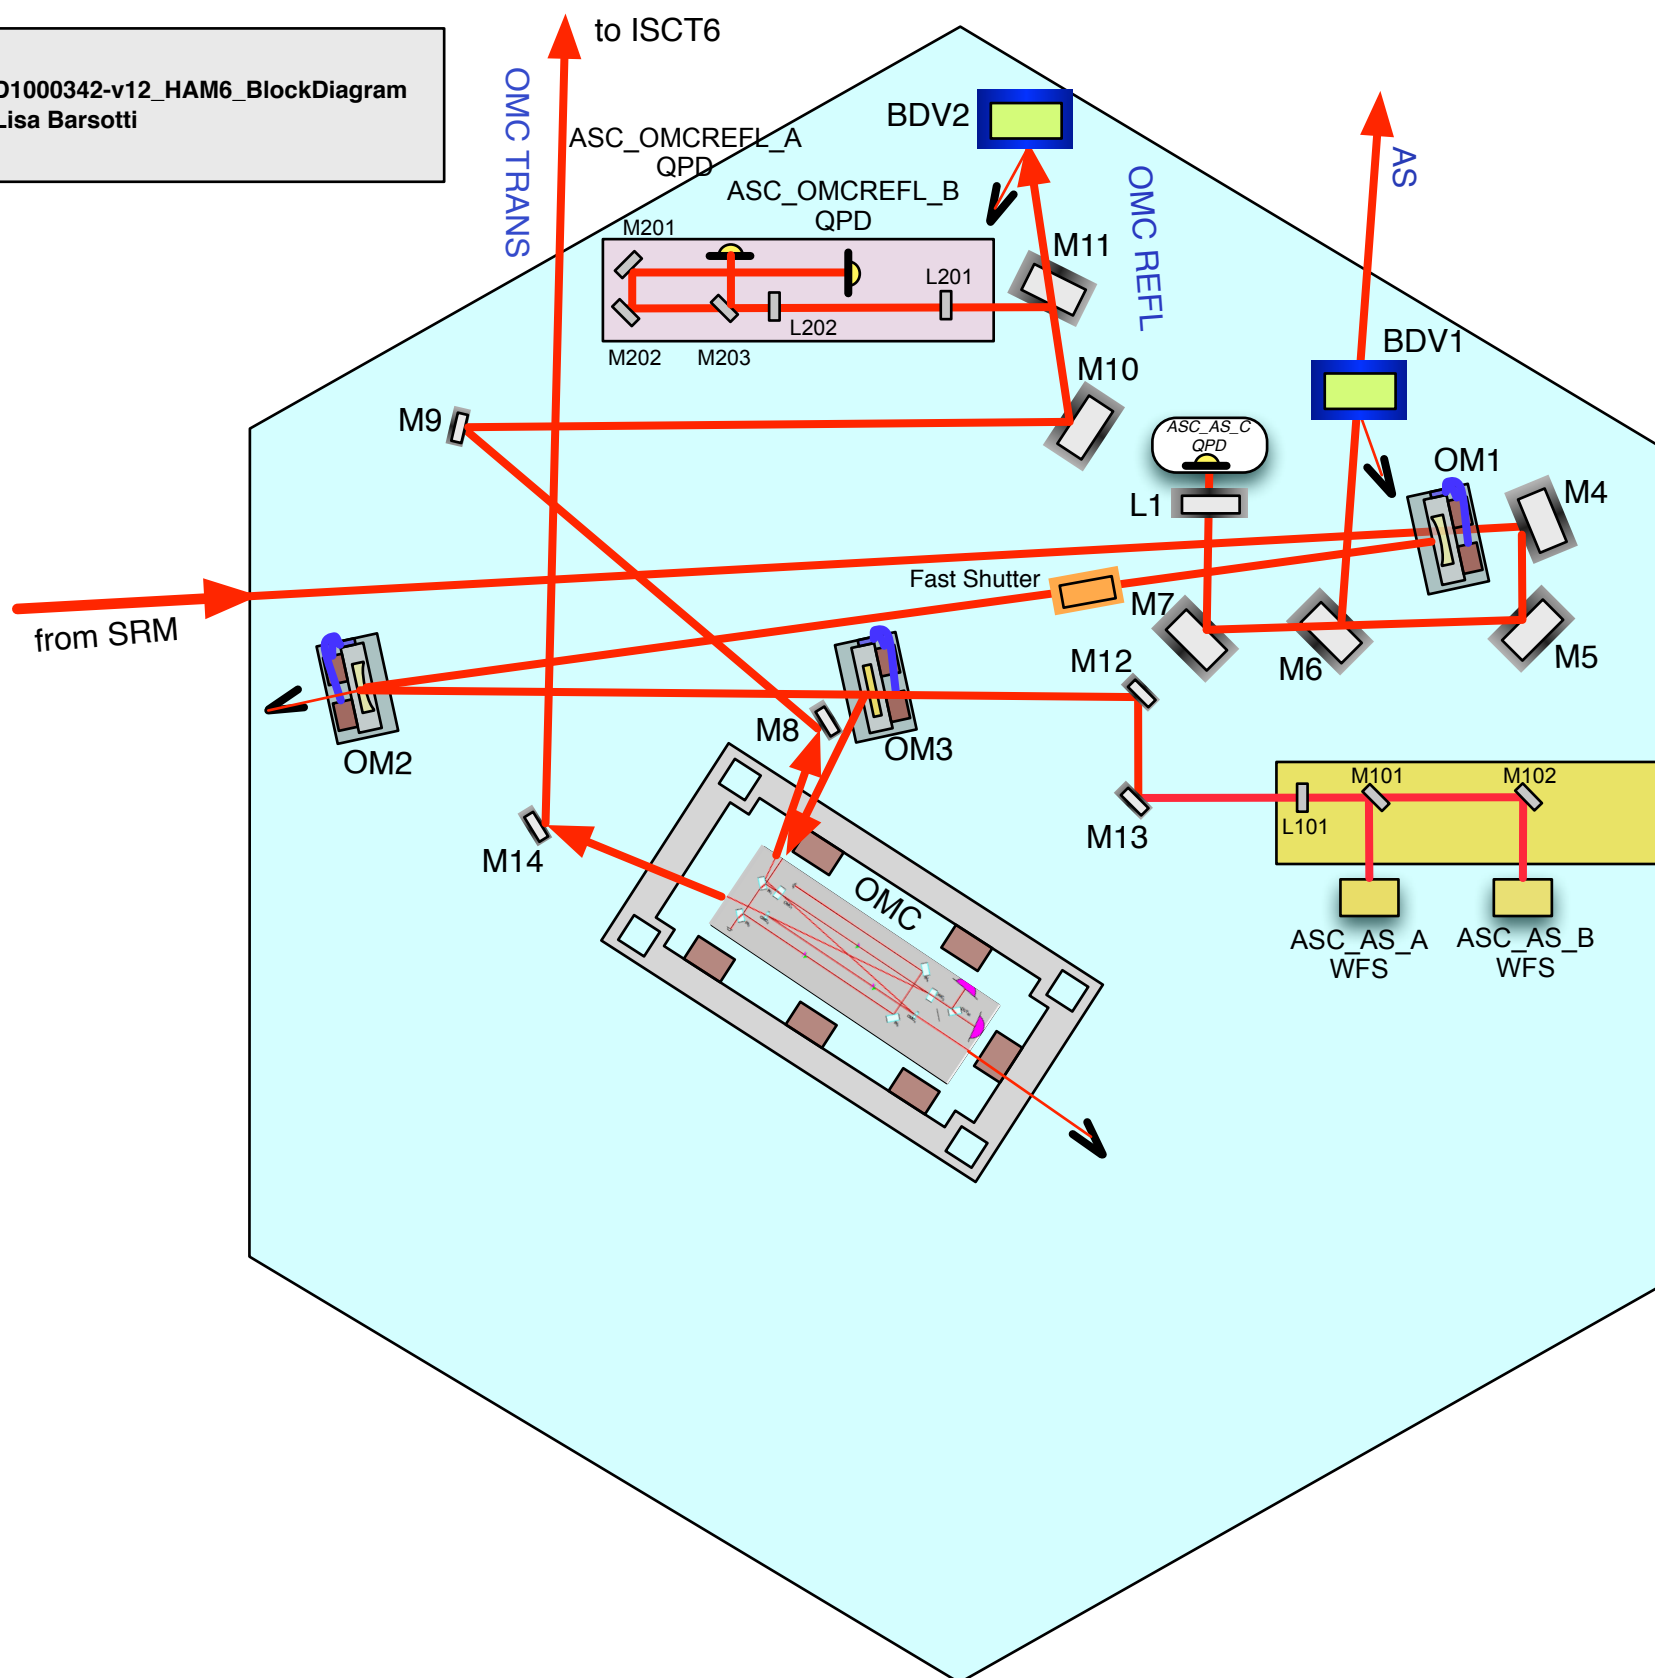 to ISCT6
D1000342-v12_HAM6_BlockDiagram
Lisa Barsotti
OMC TRANS
ASC_OMCREFL_A
QPD
BDV2
ASC_OMCREFL_B
QPD
OMC REFL
AS
M201
M11
L201
L202
M202
M203
BDV1
M10
M9
ASC_AS_C
QPD
OM1
M4
L1
Fast Shutter
M7
from SRM
M6
M5
M12
M8
OM3
OM2
M101
M102
L101
M13
M14
OMC
ASC_AS_A
WFS
ASC_AS_B
WFS